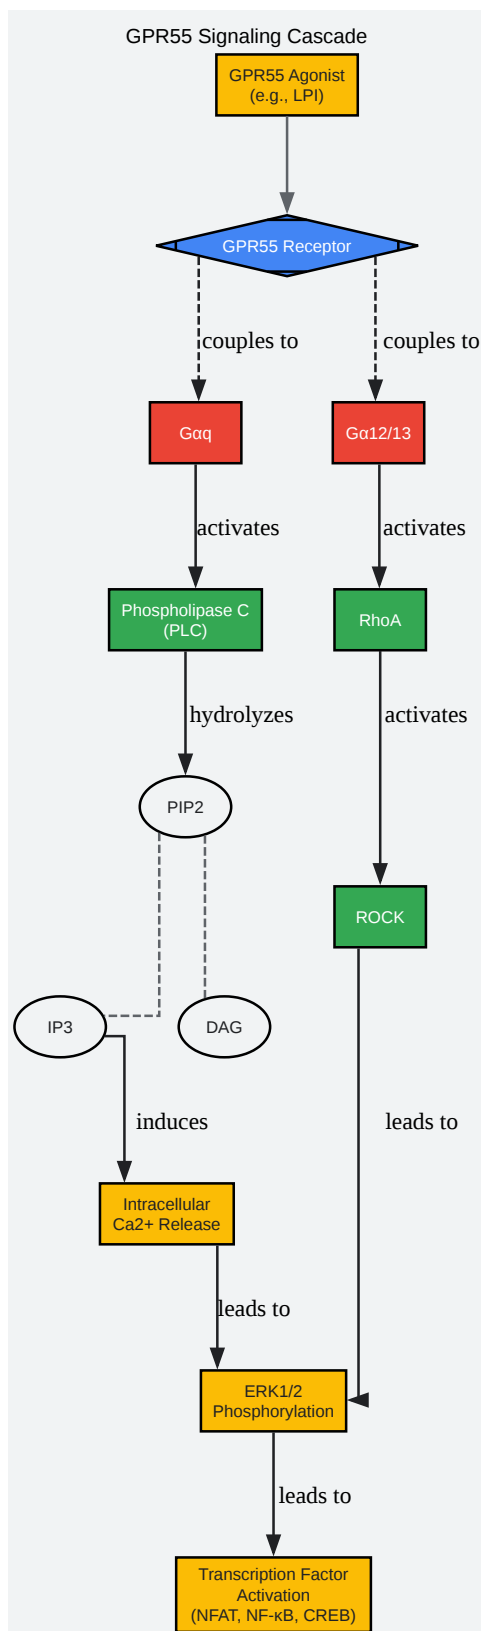 GPR55 Signaling Cascade
GPR55 Agonist
(e.g., LPI)
GPR55 Receptor
couples to
couples to
Gαq
Gα12/13
activates
activates
Phospholipase C
(PLC)
RhoA
hydrolyzes
activates
PIP2
ROCK
IP3
DAG
induces
leads to
Intracellular
Ca2+ Release
leads to
ERK1/2
Phosphorylation
leads to
Transcription Factor
Activation
(NFAT, NF-κB, CREB)